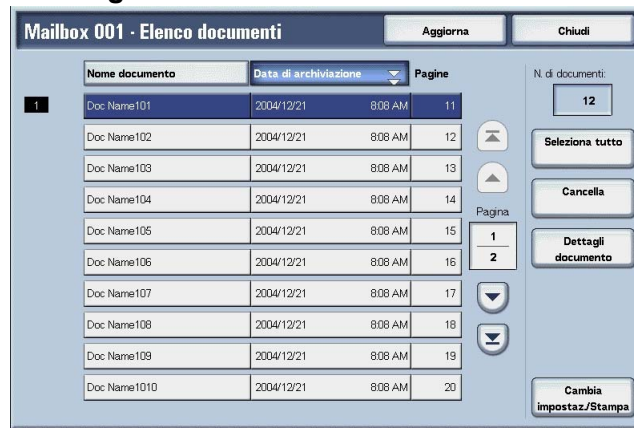 Mailbox 001 - Elenco documenti
Aggiorna
Chiudi
Nome documento
Data di archiviazione
Pagine
N. di documenti:
12
1
Doc Name101 2004/12/21 8:08 AM 11
Doc Name102 2004/12/21 8:08 AM 12
Doc Name103 2004/12/21 8:08 AM 13
Doc Name104 2004/12/21 8:08 AM 14
Doc Name105 2004/12/21 8:08 AM 15
Doc Name106 2004/12/21 8:08 AM 16
Doc Name107 2004/12/21 8:08 AM 17
Doc Name108 2004/12/21 8:08 AM 18
Doc Name109 2004/12/21 8:08 AM 19
Doc Name1010 2004/12/21 8:08 AM 20
Pagina
1
2
Seleziona tutto
Cancella
Dettagli
documento
Cambia
impostaz./Stampa